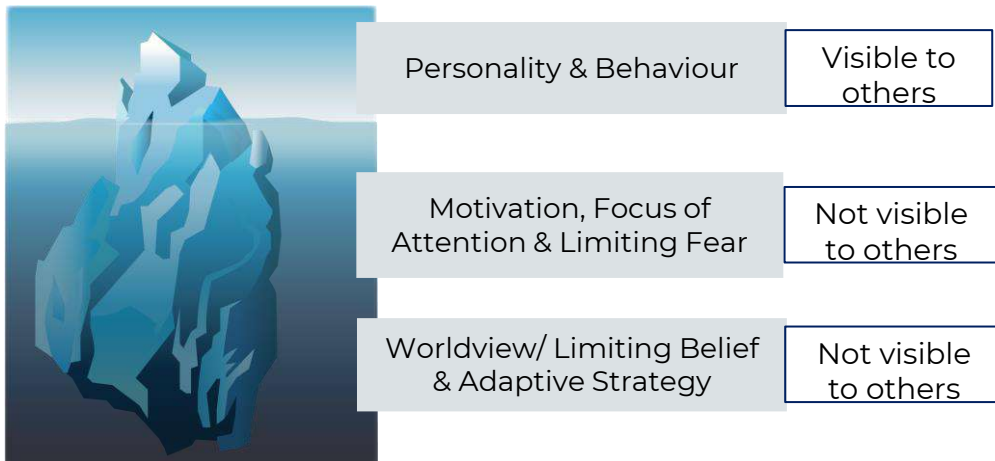 Personality & Behaviour
Visible to
others
Motivation, Focus of
Attention & Limiting Fear
Not visible
to others
Worldview/ Limiting Belief
& Adaptive Strategy
Not visible
to others